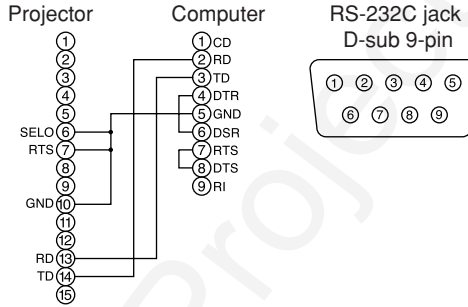 Projector Computer RS-232C jack
D-sub 9-pin
① ① CD
② ② RD
③ ③ TD
④ ④ DTR
⑤ ⑤ GND
SELO ⑥ ⑥ DSR
RTS ⑦ ⑦ RTS
⑧ ⑧ DTS
⑨ ⑨ RI
GND ⑩
⑪
⑫
RD ⑬
TD ⑭
⑮
① ② ③ ④ ⑤
⑥ ⑦ ⑧ ⑨
Project